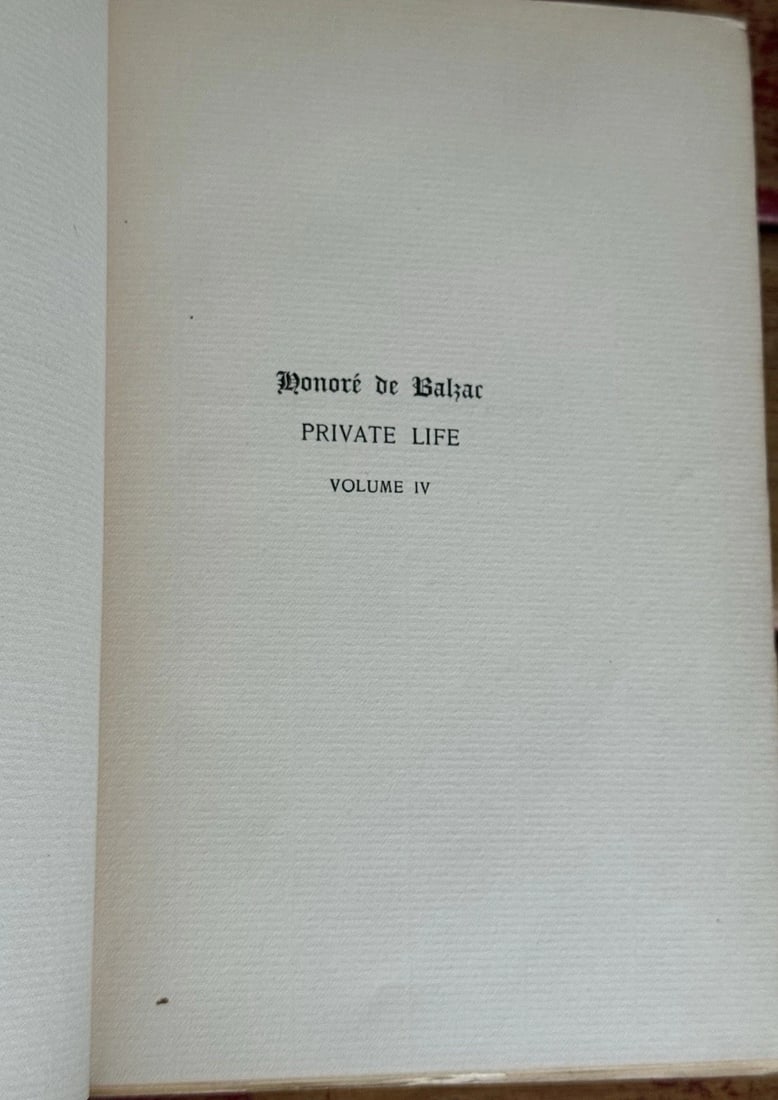 Honoré de Balzac
PRIVATE LIFE
VOLUME IV